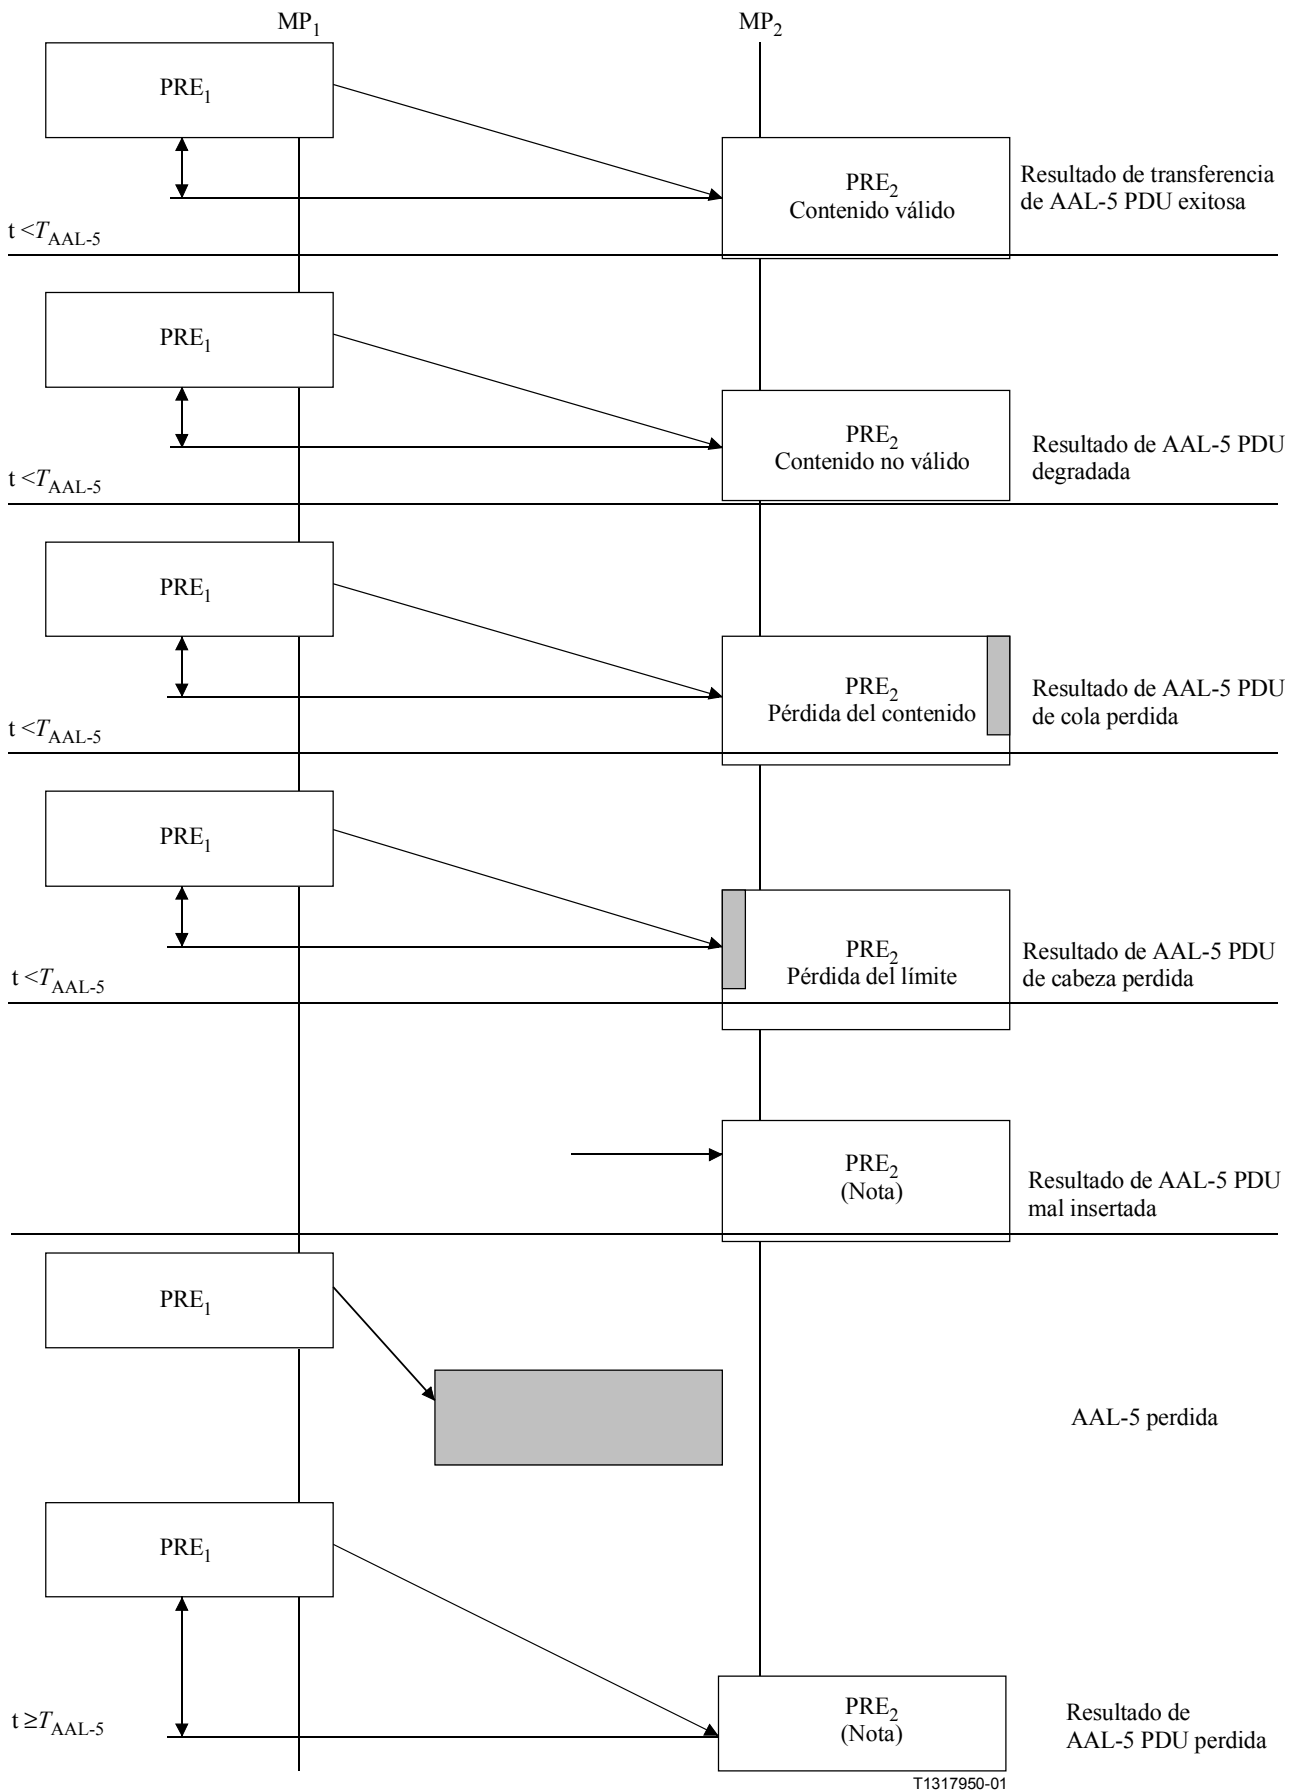 MP1
MP2
PRE1
PRE2
Contenido válido
Resultado de transferencia
de AAL-5 PDU exitosa
t <TAAL-5
PRE1
PRE2
Contenido no válido
Resultado de AAL-5 PDU
degradada
t <TAAL-5
PRE1
PRE2
Pérdida del contenido
Resultado de AAL-5 PDU
de cola perdida
t <TAAL-5
PRE1
PRE2
Pérdida del límite
Resultado de AAL-5 PDU
de cabeza perdida
t <TAAL-5
PRE2
(Nota)
Resultado de AAL-5 PDU
mal insertada
PRE1
AAL-5 perdida
PRE1
t ≥TAAL-5
PRE2
(Nota)
Resultado de
AAL-5 PDU perdida
T1317950-01